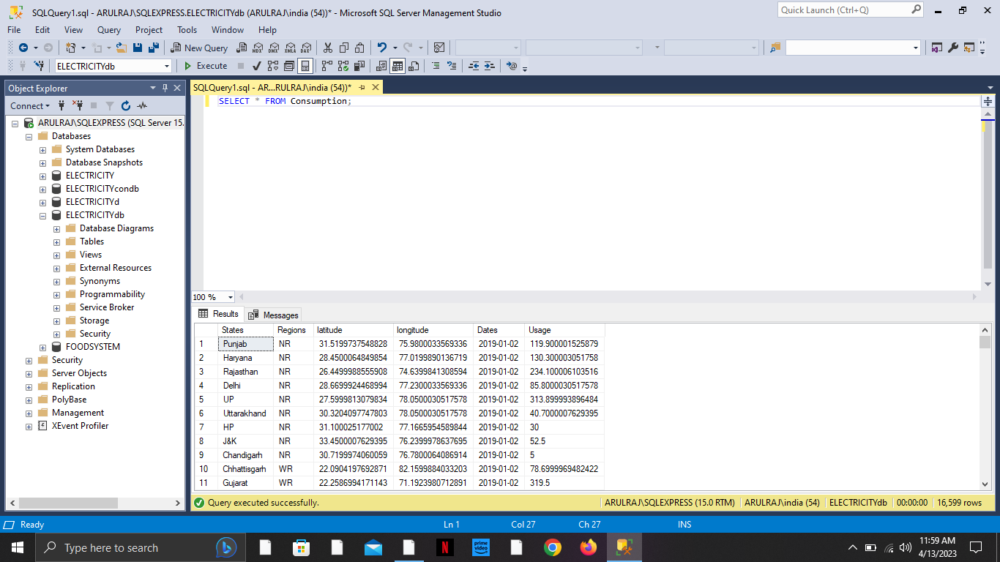 SQLQuery1.sql - ARULRAJ\SQLEXPRESS.ELECTRICITYdb (ARULRAJ\india (54))* - Microsoft SQL Server Management Studio
Quick Launch (Ctrl+Q)
File Edit View Query Project Tools Window Help
New Query MDX DMX XMLA DAX
ELECTRICITYdb Execute
Object Explorer
Connect
ARULRAJ\SQLEXPRESS (SQL Server 15.
Databases
System Databases
Database Snapshots
ELECTRICITY
ELECTRICITYcondb
ELECTRICITYd
ELECTRICITYdb
Database Diagrams
Tables
Views
External Resources
Synonyms
Programmability
Service Broker
Storage
Security
FOODSYSTEM
Security
Server Objects
Replication
PolyBase
Management
XEvent Profiler
SQLQuery1.sql - AR...RULRAJ\india (54))*
SELECT * FROM Consumption;
100 %
Results Messages
States Regions latitude longitude Dates Usage
1 Punjab NR 31.5199737548828 75.9800033569336 2019-01-02 119.900001525879
2 Haryana NR 28.4500064849854 77.0199890136719 2019-01-02 130.300003051758
3 Rajasthan NR 26.4499988555908 74.6399841308594 2019-01-02 234.100006103516
4 Delhi NR 28.6699924468994 77.2300033569336 2019-01-02 85.8000030517578
5 UP NR 27.5999813079834 78.0500030517578 2019-01-02 313.899993896484
6 Uttarakhand NR 30.3204097747803 78.0500030517578 2019-01-02 40.7000007629395
7 HP NR 31.100025177002 77.1665954589844 2019-01-02 30
8 J&K NR 33.4500007629395 76.2399978637695 2019-01-02 52.5
9 Chandigarh NR 30.7199974060059 76.7800064086914 2019-01-02 5
10 Chhattisgarh WR 22.0904197692871 82.1599884033203 2019-01-02 78.6999969482422
11 Gujarat WR 22.2586994171143 71.1923980712891 2019-01-02 319.5
Query executed successfully. ARULRAJ\SQLEXPRESS (15.0 RTM) ARULRAJ\india (54) ELECTRICITYdb 00:00:00 16,599 rows
Ready Ln 1 Col 27 Ch 27 INS
Type here to search
N
prime video
11:59 AM
4/13/2023